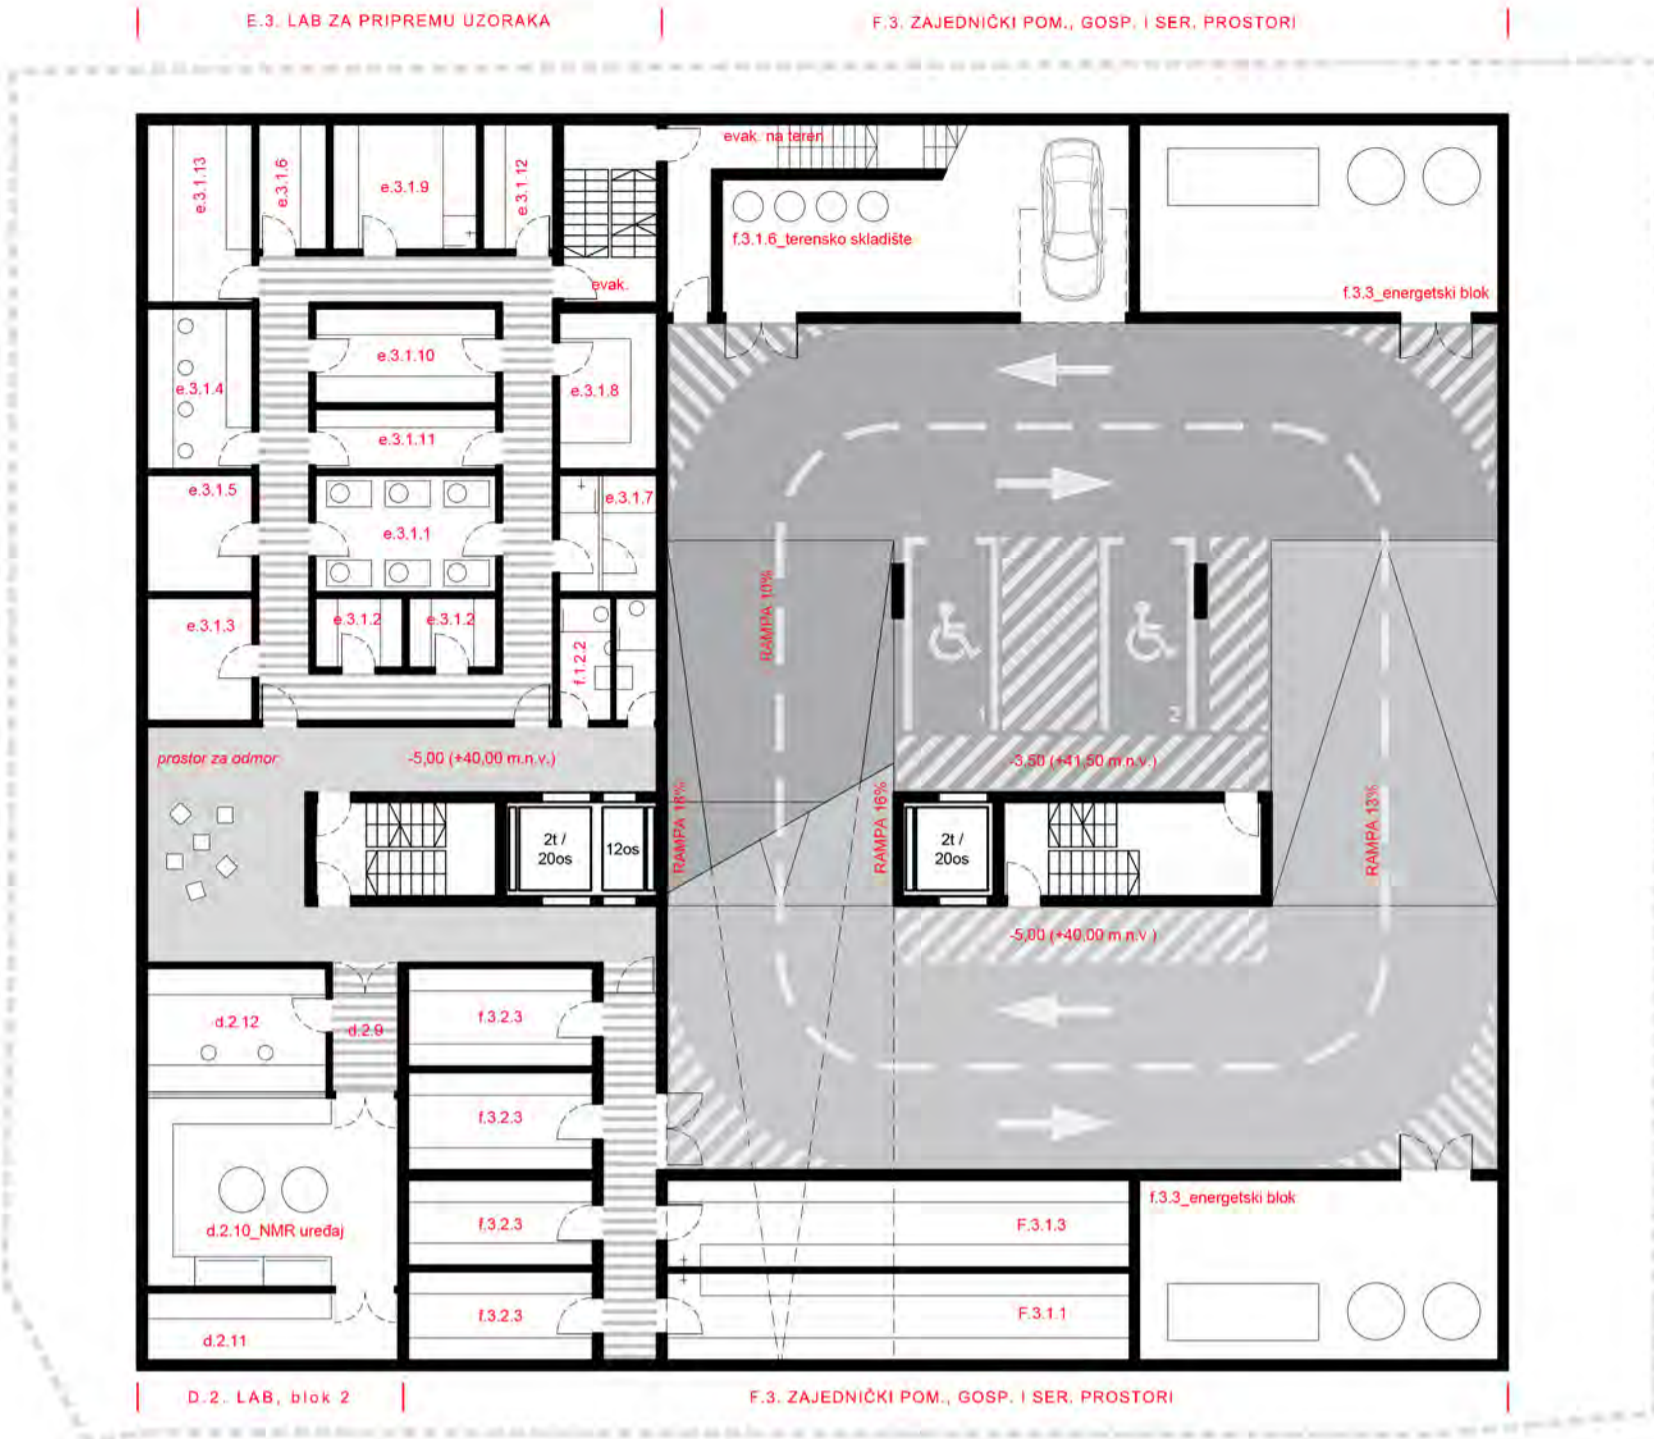 E.3. LAB ZA PRIPREMU UZORAKA
F.3. ZAJEDNIČKI POM., GOSP. I SER. PROSTORI
e.3.1.13
e.3.1.6
e.3.1.9
e.3.1.12
evak. na teren
f.3.1.6_terensko skladište
f.3.3_energetski blok
evak.
e.3.1.4
e.3.1.10
e.3.1.8
e.3.1.11
e.3.1.5
e.3.1.7
e.3.1.1
e.3.1.3
e.3.1.2
e.3.1.2
f.1.2.2
RAMPA 10%
1
2
prostor za odmor
-5,00 (+40,00 m.n.v.)
-3,50 (+41,50 m.n.v.)
2t /
20os
12os
RAMPA 18%
RAMPA 16%
2t /
20os
RAMPA 13%
-5,00 (+40,00 m.n.v.)
d.2.12
d.2.9
f.3.2.3
f.3.2.3
f.3.2.3
f.3.2.3
d.2.10_NMR uređaj
d.2.11
F.3.1.3
F.3.1.1
f.3.3_energetski blok
D.2. LAB, blok 2
F.3. ZAJEDNIČKI POM., GOSP. I SER. PROSTORI